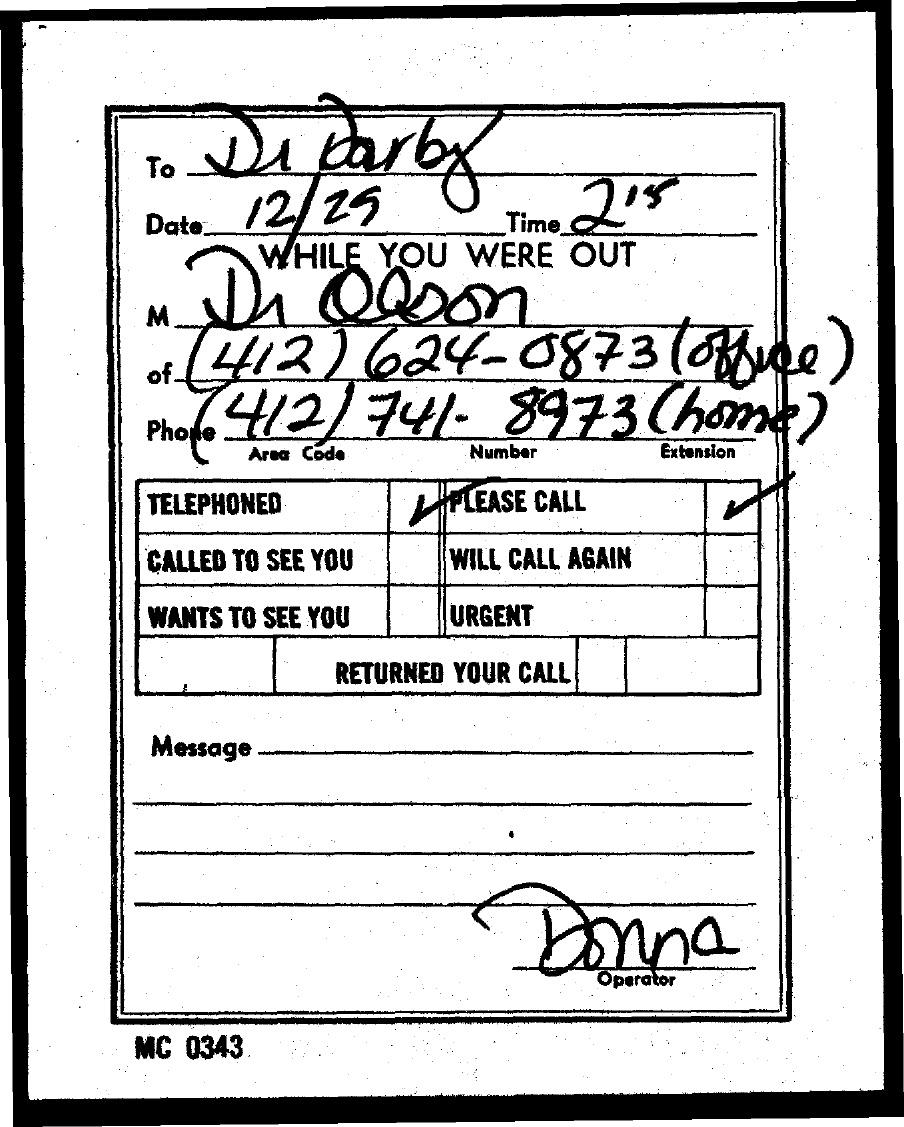 To Dr Darby
Date 12/29 Time 2 15
WHILE YOU WERE OUT
M Dr Olson
of (412) 624-0873 (office)
Phone (412) 741-8973 (home)
Area Code Number Extension
TELEPHONED ✓ PLEASE CALL ✓
CALLED TO SEE YOU WILL CALL AGAIN
WANTS TO SEE YOU URGENT
RETURNED YOUR CALL
Message
Donna
Operator
MC 0343